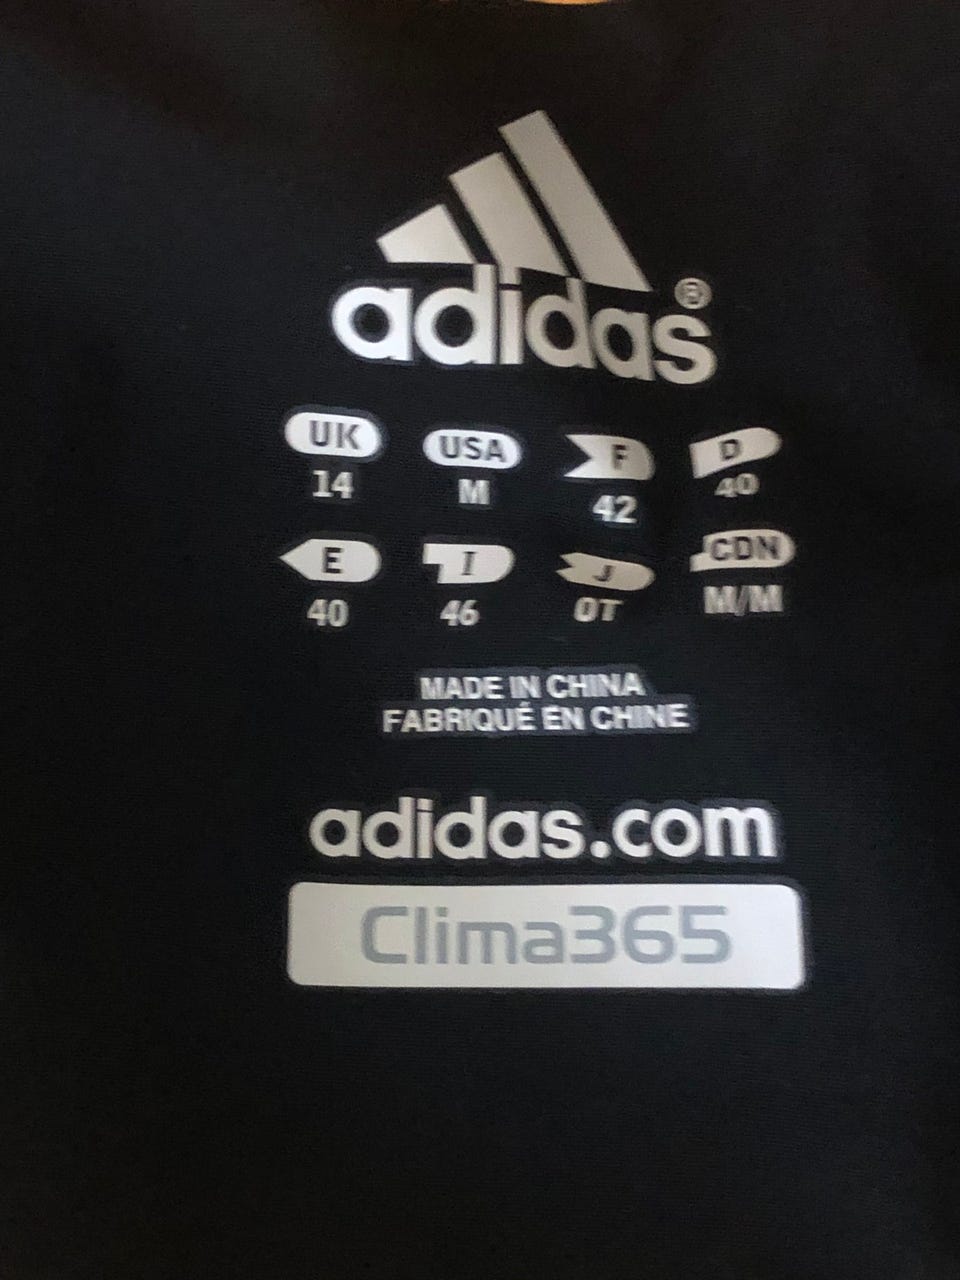 adidas®
UK USA F D
14 M 42 40
E I J CDN
40 46 OT M/M
MADE IN CHINA
FABRIQUÉ EN CHINE
adidas.com
Clima365